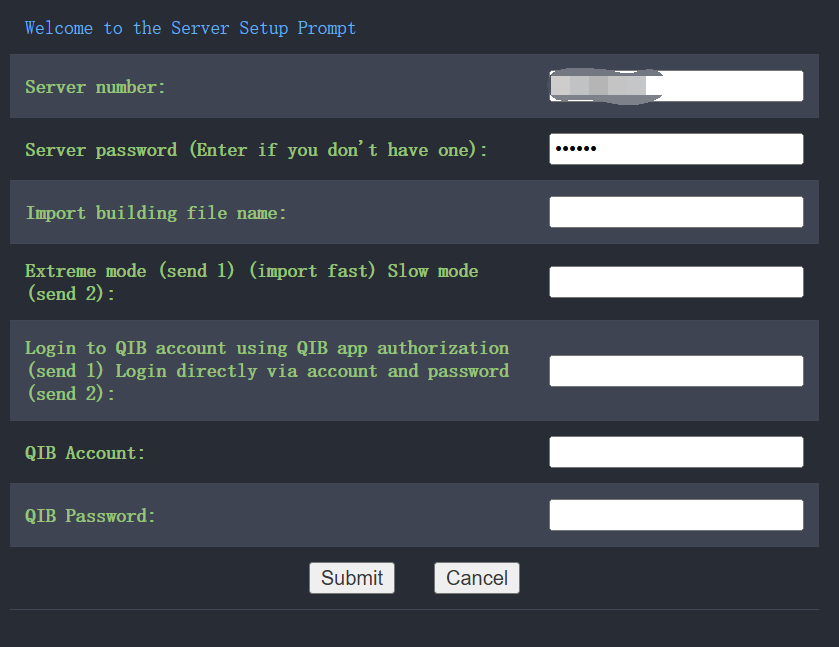 Welcome to the Server Setup Prompt
Server number:
Server password (Enter if you don't have one):
••••••
Import building file name:
Extreme mode (send 1) (import fast) Slow mode
(send 2):
Login to QIB account using QIB app authorization
(send 1) Login directly via account and password
(send 2):
QIB Account:
QIB Password:
Submit
Cancel